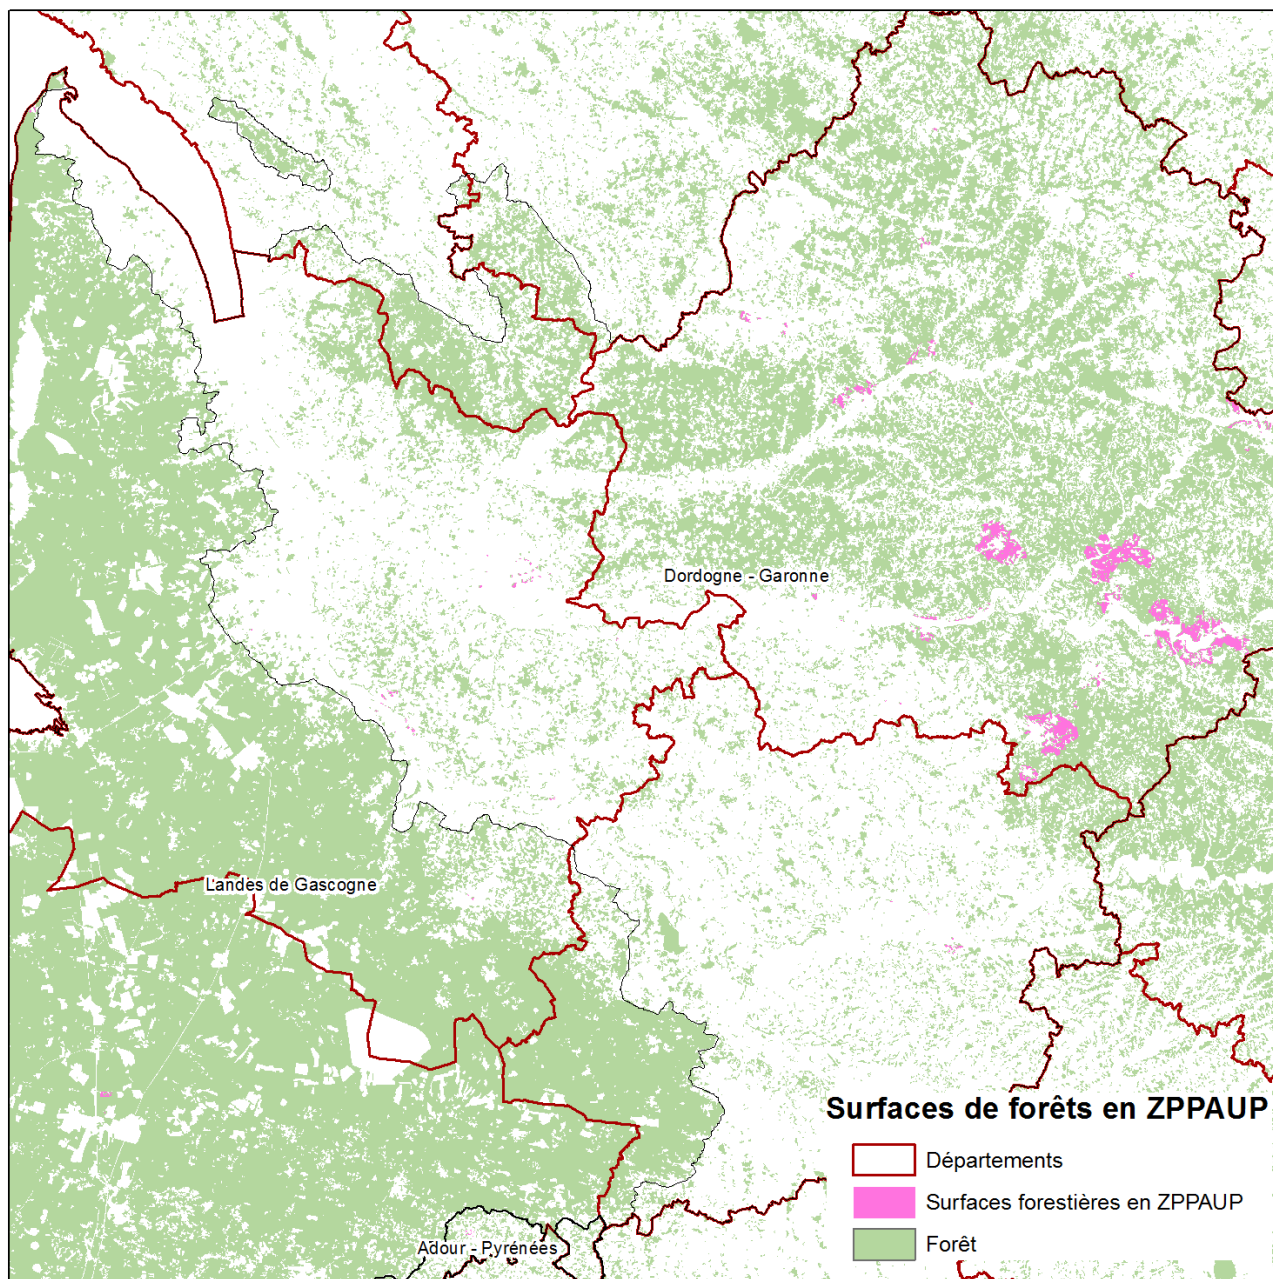 Dordogne - Garonne
Landes de Gascogne
Adour - Pyrénées
Surfaces de forêts en ZPPAUP
Départements
Surfaces forestières en ZPPAUP
Forêt